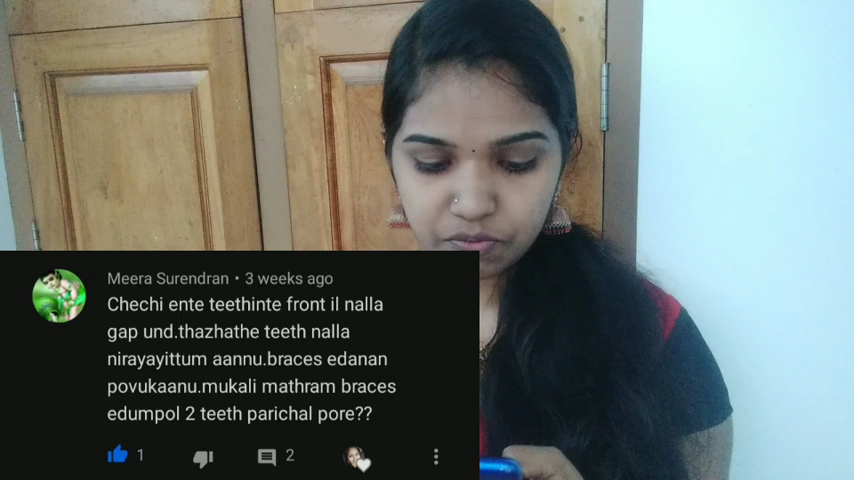 Meera Surendran • 3 weeks ago
Chechi ente teethinte front il nalla
gap und.thazhathe teeth nalla
nirayayittum aannu.braces edanan
povukaanu.mukali mathram braces
edumpol 2 teeth parichal pore??
1
2